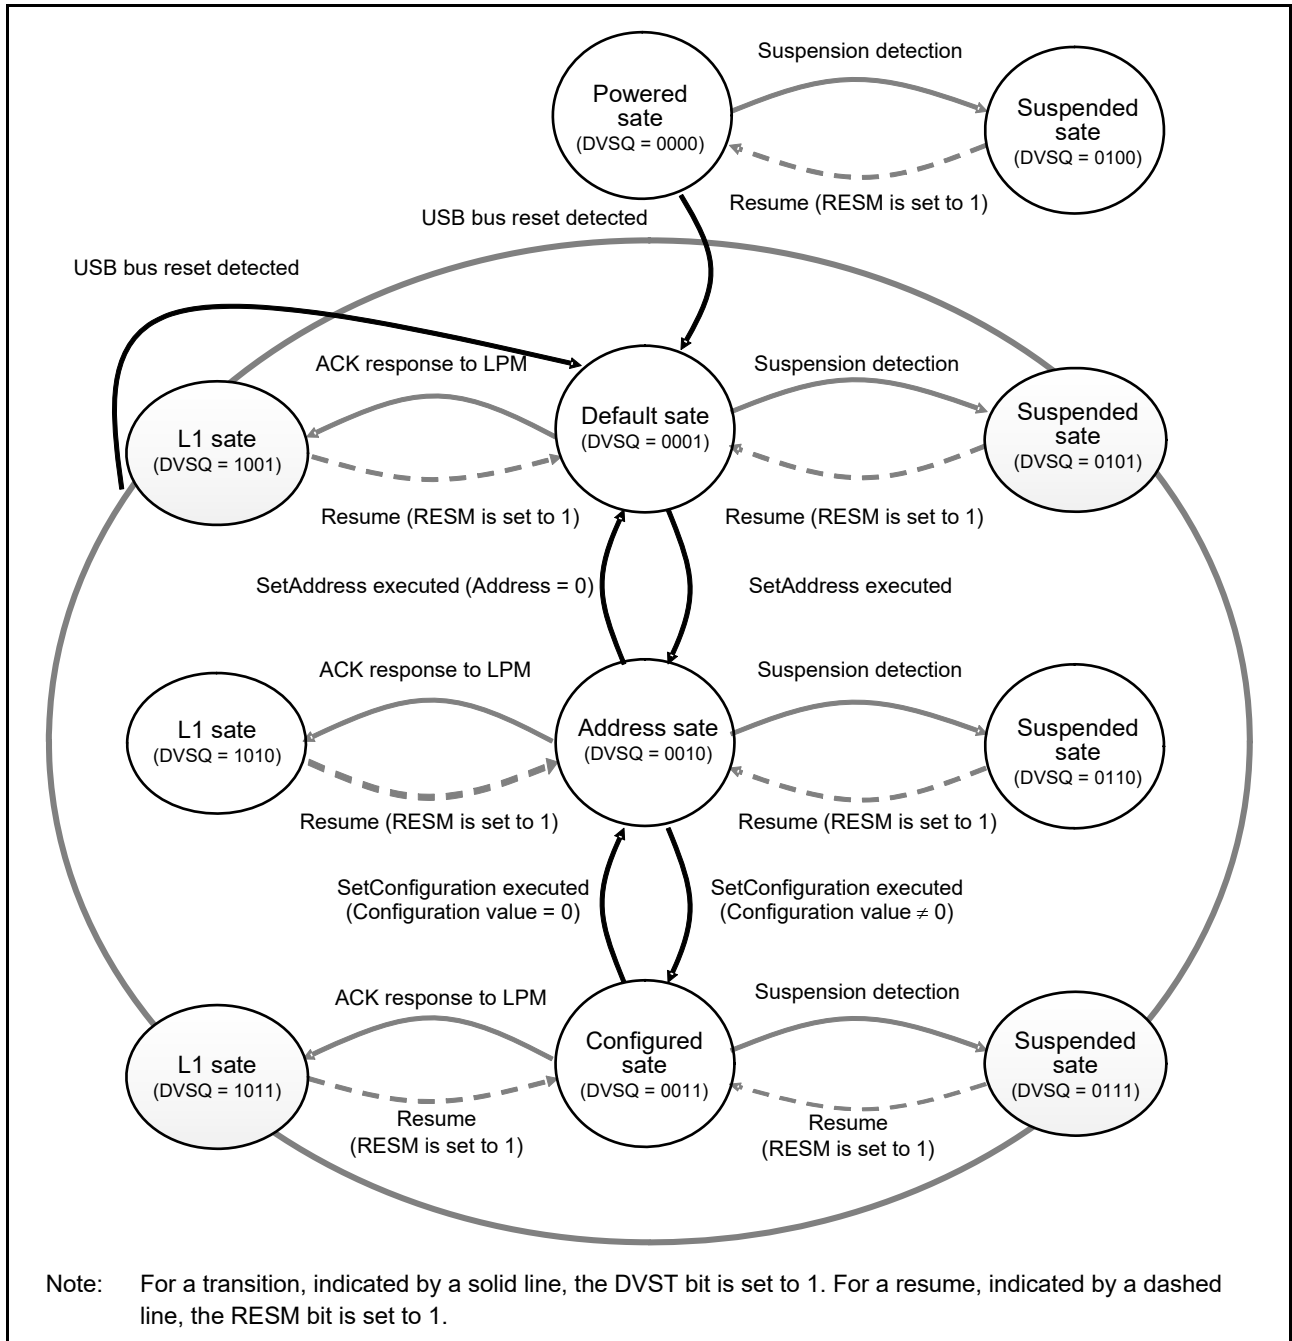 Suspension detection
Powered
sate
(DVSQ = 0000)
Suspended
sate
(DVSQ = 0100)
Resume (RESM is set to 1)
USB bus reset detected
USB bus reset detected
ACK response to LPM
Suspension detection
Default sate
(DVSQ = 0001)
L1 sate
(DVSQ = 1001)
Suspended
sate
(DVSQ = 0101)
Resume (RESM is set to 1)
Resume (RESM is set to 1)
SetAddress executed (Address = 0)
SetAddress executed
ACK response to LPM
Suspension detection
L1 sate
(DVSQ = 1010)
Address sate
(DVSQ = 0010)
Suspended
sate
(DVSQ = 0110)
Resume (RESM is set to 1)
Resume (RESM is set to 1)
SetConfiguration executed
(Configuration value = 0)
SetConfiguration executed
(Configuration value ≠ 0)
ACK response to LPM
Suspension detection
L1 sate
(DVSQ = 1011)
Configured
sate
(DVSQ = 0011)
Suspended
sate
(DVSQ = 0111)
Resume
(RESM is set to 1)
Resume
(RESM is set to 1)
Note: For a transition, indicated by a solid line, the DVST bit is set to 1. For a resume, indicated by a dashed
line, the RESM bit is set to 1.